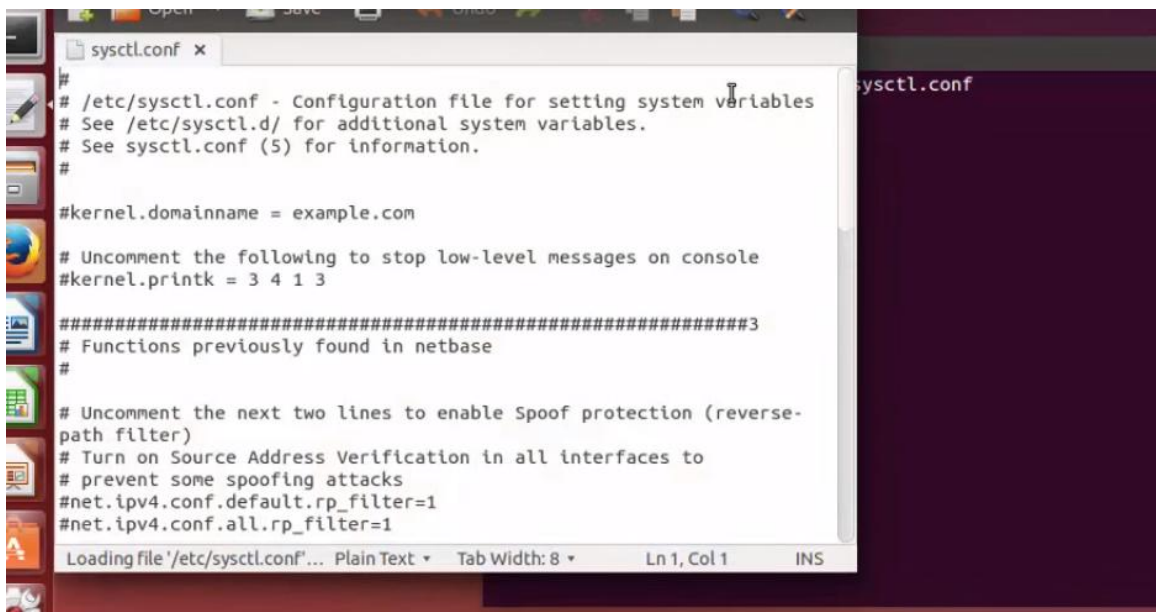 Open Save Undo
sysctl.conf ×
sysctl.conf
#
# /etc/sysctl.conf - Configuration file for setting system variables
# See /etc/sysctl.d/ for additional system variables.
# See sysctl.conf (5) for information.
#
#kernel.domainname = example.com
# Uncomment the following to stop low-level messages on console
#kernel.printk = 3 4 1 3
##############################################################3
# Functions previously found in netbase
#
# Uncomment the next two lines to enable Spoof protection (reverse-
path filter)
# Turn on Source Address Verification in all interfaces to
# prevent some spoofing attacks
#net.ipv4.conf.default.rp_filter=1
#net.ipv4.conf.all.rp_filter=1
Loading file '/etc/sysctl.conf'... Plain Text Tab Width: 8 Ln 1, Col 1 INS